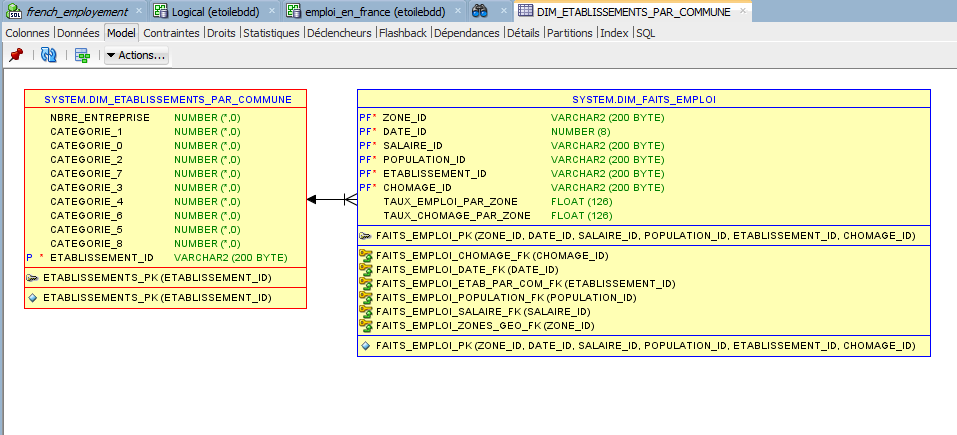 french_employement Logical (etoilebdd) emploi_en_france (etoilebdd) DIM_ETABLISSEMENTS_PAR_COMMUNE
Colonnes Données Model Contraintes Droits Statistiques Déclencheurs Flashback Dépendances Détails Partitions Index SQL
Actions...
SYSTEM.DIM_ETABLISSEMENTS_PAR_COMMUNE
NBRE_ENTREPRISE NUMBER (*,0)
CATEGORIE_1 NUMBER (*,0)
CATEGORIE_0 NUMBER (*,0)
CATEGORIE_2 NUMBER (*,0)
CATEGORIE_7 NUMBER (*,0)
CATEGORIE_3 NUMBER (*,0)
CATEGORIE_4 NUMBER (*,0)
CATEGORIE_6 NUMBER (*,0)
CATEGORIE_5 NUMBER (*,0)
CATEGORIE_8 NUMBER (*,0)
P * ETABLISSEMENT_ID VARCHAR2 (200 BYTE)
ETABLISSEMENTS_PK (ETABLISSEMENT_ID)
ETABLISSEMENTS_PK (ETABLISSEMENT_ID)
SYSTEM.DIM_FAITS_EMPLOI
PF* ZONE_ID VARCHAR2 (200 BYTE)
PF* DATE_ID NUMBER (8)
PF* SALAIRE_ID VARCHAR2 (200 BYTE)
PF* POPULATION_ID VARCHAR2 (200 BYTE)
PF* ETABLISSEMENT_ID VARCHAR2 (200 BYTE)
PF* CHOMAGE_ID VARCHAR2 (200 BYTE)
TAUX_EMPLOI_PAR_ZONE FLOAT (126)
TAUX_CHOMAGE_PAR_ZONE FLOAT (126)
FAITS_EMPLOI_PK (ZONE_ID, DATE_ID, SALAIRE_ID, POPULATION_ID, ETABLISSEMENT_ID, CHOMAGE_ID)
FAITS_EMPLOI_CHOMAGE_FK (CHOMAGE_ID)
FAITS_EMPLOI_DATE_FK (DATE_ID)
FAITS_EMPLOI_ETAB_PAR_COM_FK (ETABLISSEMENT_ID)
FAITS_EMPLOI_POPULATION_FK (POPULATION_ID)
FAITS_EMPLOI_SALAIRE_FK (SALAIRE_ID)
FAITS_EMPLOI_ZONES_GEO_FK (ZONE_ID)
FAITS_EMPLOI_PK (ZONE_ID, DATE_ID, SALAIRE_ID, POPULATION_ID, ETABLISSEMENT_ID, CHOMAGE_ID)